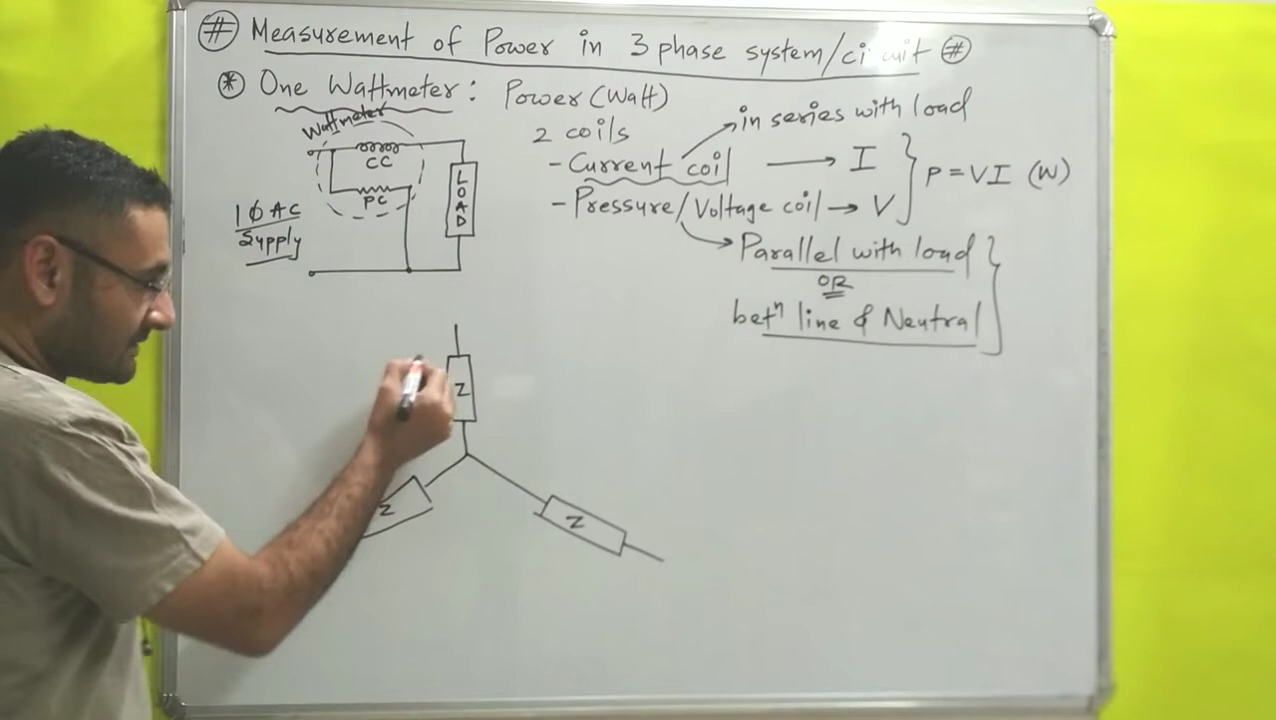 # Measurement of Power in 3 phase system/circuit #
* One Wattmeter: Power (Watt)
Wattmeter
CC
PC
LOAD
1ϕ AC
Supply
2 coils
- Current coil → I
in series with load
- Pressure/Voltage coil → V
P = VI (W)
Parallel with load
OR
betⁿ line & Neutral
Z
Z
Z